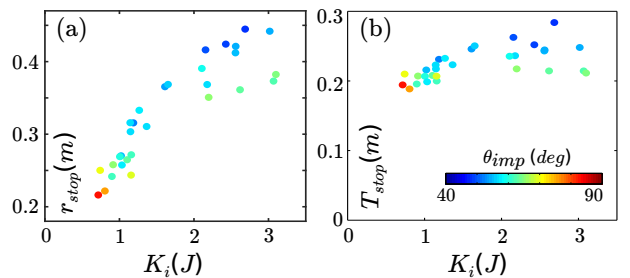 (a)
0.4
0.3
0.2
r_stop(m)
0 1 2 3
K_i(J)
(b)
0.3
0.2
0.1
0
T_stop(m)
θ_imp (deg)
40 90
0 1 2 3
K_i(J)